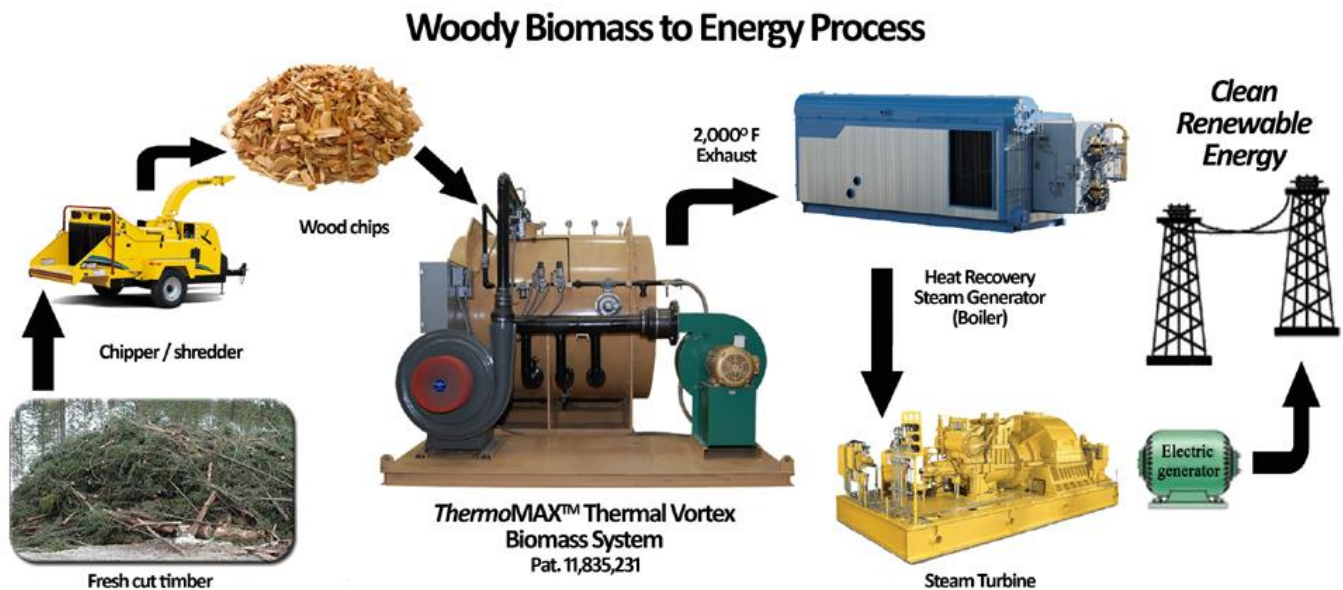 Woody Biomass to Energy Process
Wood chips
Chipper / shredder
Fresh cut timber
ThermoMAX™ Thermal Vortex
Biomass System
Pat. 11,835,231
2,000⁰ F
Exhaust
Heat Recovery
Steam Generator
(Boiler)
Steam Turbine
Electric
generator
Clean
Renewable
Energy